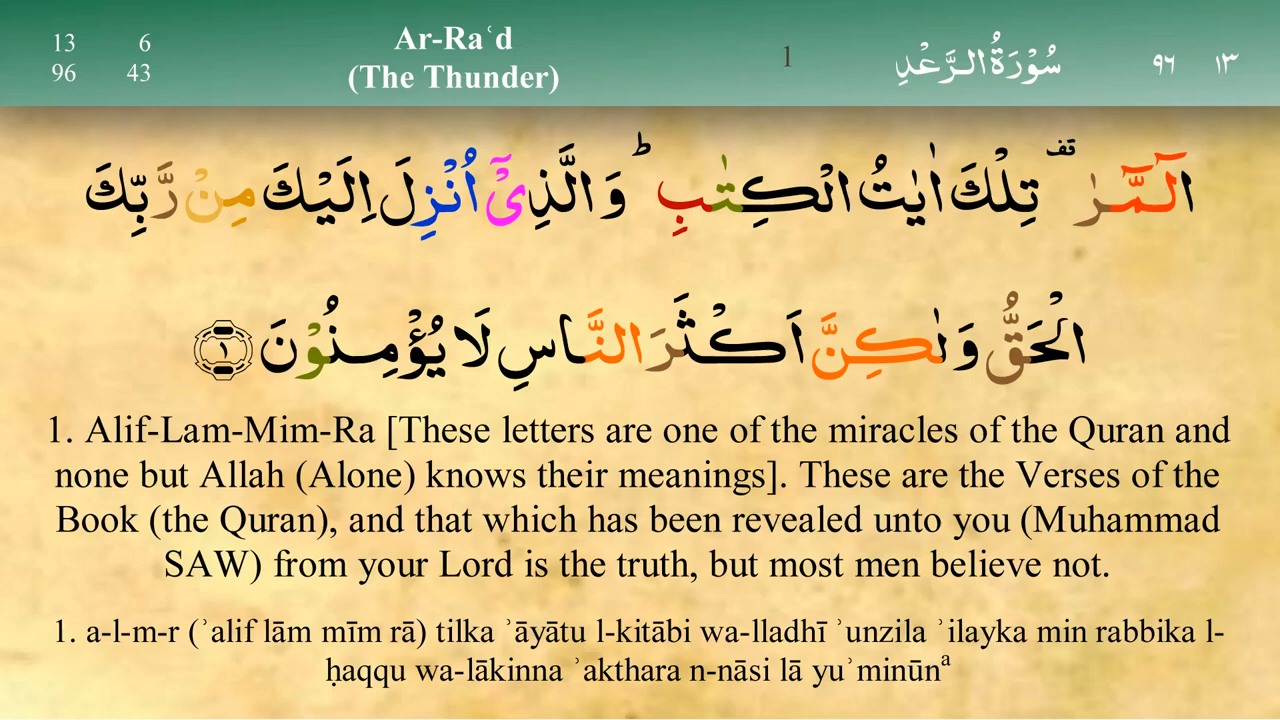 13 6
96 43
Ar-Raʿd
(The Thunder)
1
سُوْرَةُ الرَّعْدِ
٩٦ ١٣
الٓمّٓرٰ ۫ تِلْكَ اٰيٰتُ الْكِتٰبِ ؕ وَالَّذِيْۤ اُنْزِلَ اِلَيْكَ مِنْ رَّبِّكَ
الْحَقُّ وَلٰكِنَّ اَكْثَرَ النَّاسِ لَا يُؤْمِنُوْنَ ١
1. Alif-Lam-Mim-Ra [These letters are one of the miracles of the Quran and
none but Allah (Alone) knows their meanings]. These are the Verses of the
Book (the Quran), and that which has been revealed unto you (Muhammad
SAW) from your Lord is the truth, but most men believe not.
1. a-l-m-r (ʾalif lām mīm rā) tilka ʾāyātu l-kitābi wa-lladhī ʾunzila ʾilayka min rabbika l-
ḥaqqu wa-lākinna ʾakthara n-nāsi lā yuʾminūnᵃ